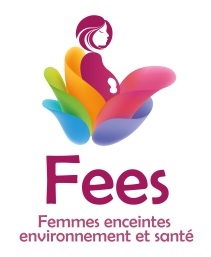 Fees
Femmes enceintes
environnement et santé